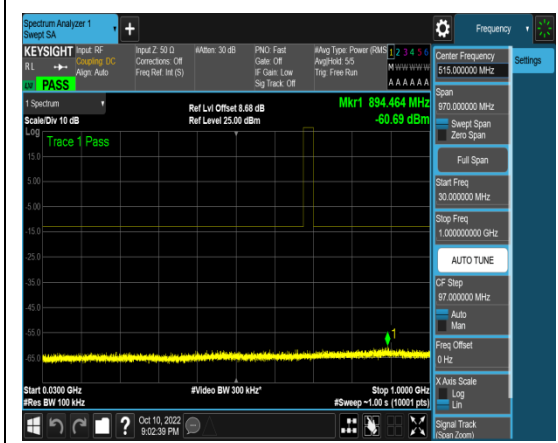 Spectrum Analyzer 1
Swept SA
Frequency
KEYSIGHT
Input: RF
Coupling: DC
Align: Auto
Input Z: 50 Ω
Corrections: Off
Freq Ref: Int (S)
#Atten: 30 dB
PNO: Fast
Gate: Off
IF Gain: Low
Sig Track: Off
#Avg Type: Power (RMS
Avg|Hold: 5/5
Trig: Free Run
1 2 3 4 5 6
M W W W W W
A A A A A A
RL
PASS
1 Spectrum
Scale/Div 10 dB
Ref Lvl Offset 8.68 dB
Ref Level 25.00 dBm
Mkr1 894.464 MHz
-60.69 dBm
Log
Trace 1 Pass
15.0
5.00
-5.00
-15.0
-25.0
-35.0
-45.0
-55.0
-65.0
1
Start 0.0300 GHz
#Res BW 100 kHz
#Video BW 300 kHz*
Stop 1.0000 GHz
#Sweep ~1.00 s (10001 pts)
Center Frequency
515.000000 MHz
Settings
Span
970.000000 MHz
Swept Span
Zero Span
Full Span
Start Freq
30.000000 MHz
Stop Freq
1.000000000 GHz
AUTO TUNE
CF Step
97.000000 MHz
Auto
Man
Freq Offset
0 Hz
X Axis Scale
Log
Lin
Signal Track
(Span Zoom)
?
Oct 10, 2022
9:02:39 PM